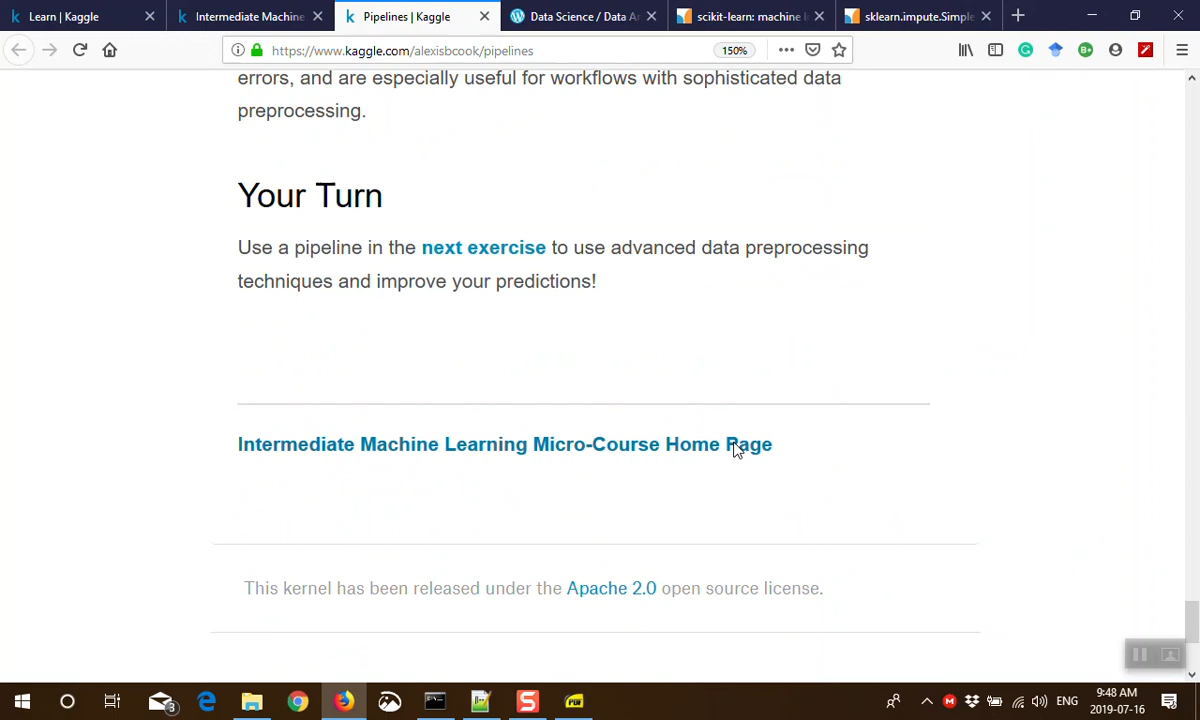 Learn | Kaggle
Intermediate Machine
Pipelines | Kaggle
Data Science / Data An
scikit-learn: machine l
sklearn.impute.Simple
https://www.kaggle.com/alexisbcook/pipelines
150%
errors, and are especially useful for workflows with sophisticated data
preprocessing.
Your Turn
Use a pipeline in the next exercise to use advanced data preprocessing
techniques and improve your predictions!
Intermediate Machine Learning Micro-Course Home Page
This kernel has been released under the Apache 2.0 open source license.
3
ENG
9:48 AM
2019-07-16